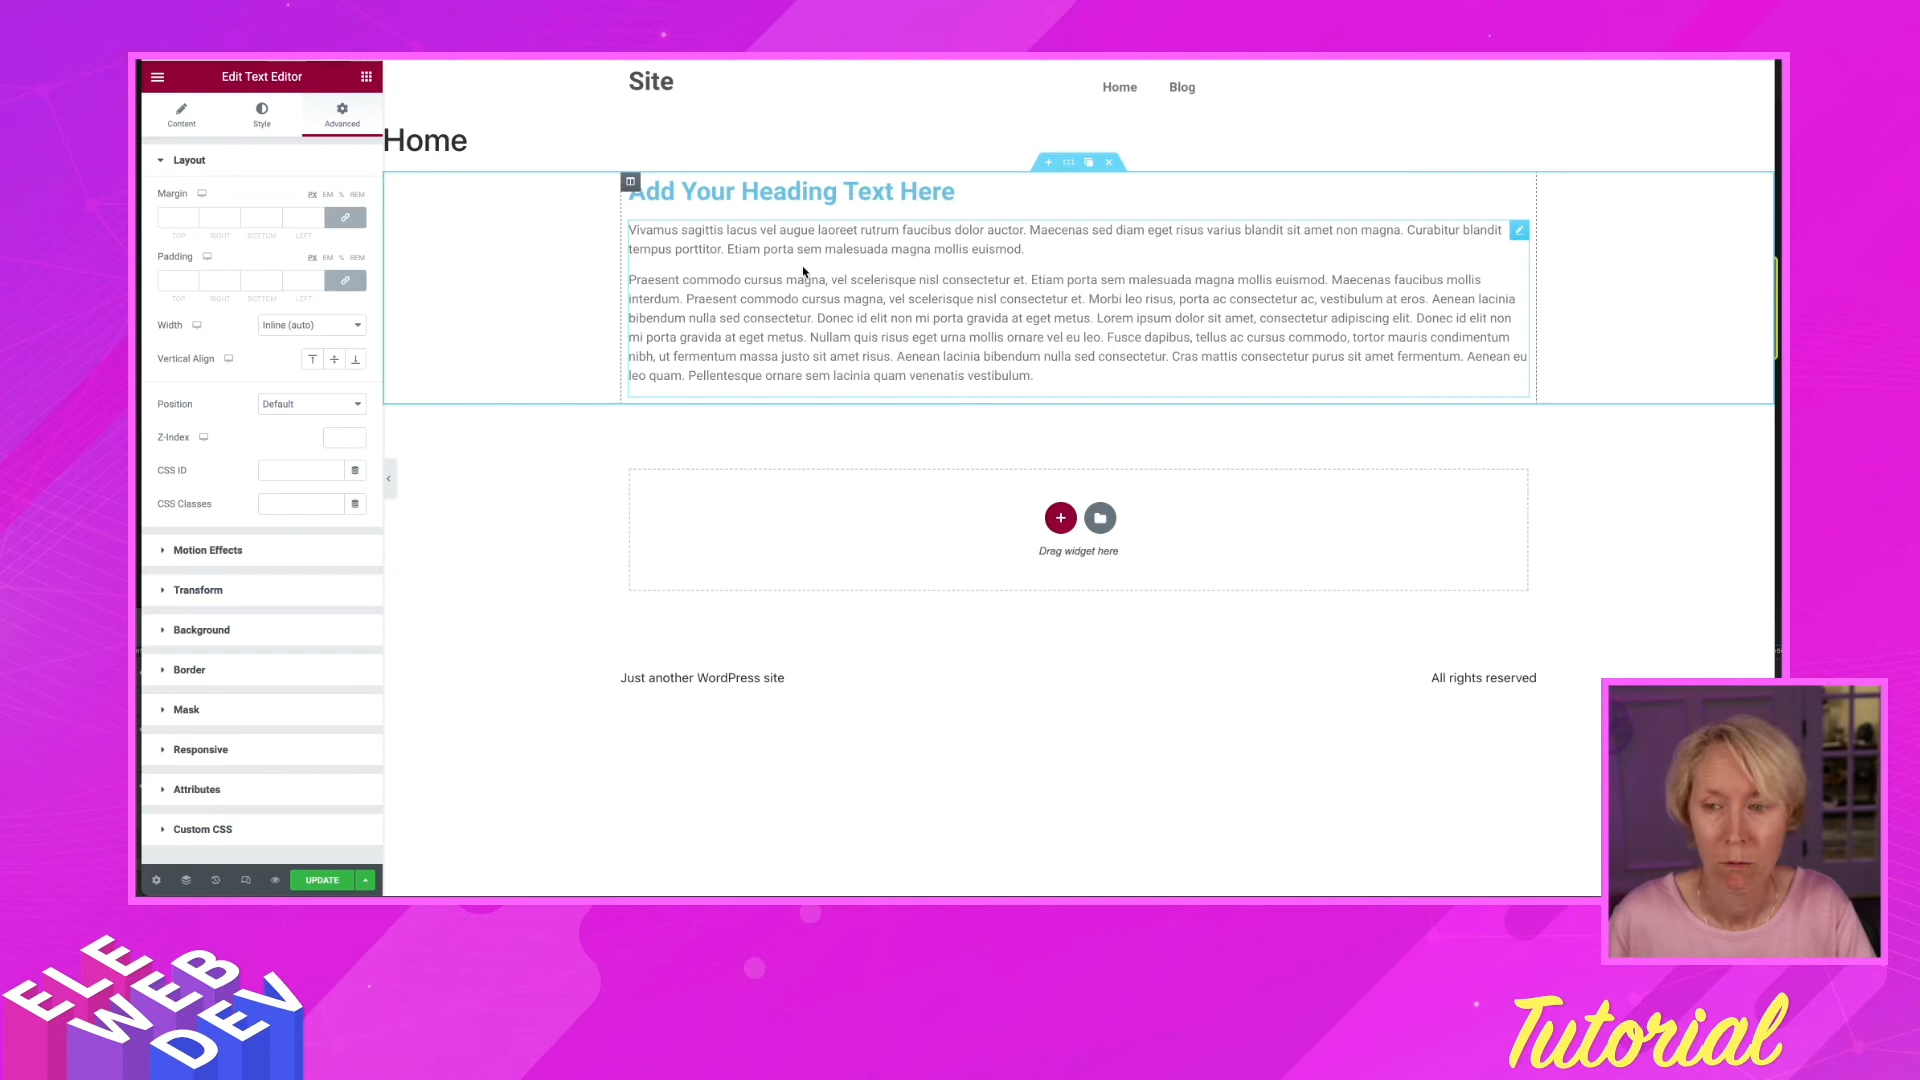 Edit Text Editor
Content
Style
Advanced
Layout
Margin
PX EM % REM
TOP RIGHT BOTTOM LEFT
Padding
PX EM % REM
TOP RIGHT BOTTOM LEFT
Width
Inline (auto)
Vertical Align
Position
Default
Z-Index
CSS ID
CSS Classes
Motion Effects
Transform
Background
Border
Mask
Responsive
Attributes
Custom CSS
UPDATE
Site
Home
Blog
Home
Add Your Heading Text Here
Vivamus sagittis lacus vel augue laoreet rutrum faucibus dolor auctor. Maecenas sed diam eget risus varius blandit sit amet non magna. Curabitur blandit
tempus porttitor. Etiam porta sem malesuada magna mollis euismod.
Praesent commodo cursus magna, vel scelerisque nisl consectetur et. Etiam porta sem malesuada magna mollis euismod. Maecenas faucibus mollis
interdum. Praesent commodo cursus magna, vel scelerisque nisl consectetur et. Morbi leo risus, porta ac consectetur ac, vestibulum at eros. Aenean lacinia
bibendum nulla sed consectetur. Donec id elit non mi porta gravida at eget metus. Lorem ipsum dolor sit amet, consectetur adipiscing elit. Donec id elit non
mi porta gravida at eget metus. Nullam quis risus eget urna mollis ornare vel eu leo. Fusce dapibus, tellus ac cursus commodo, tortor mauris condimentum
nibh, ut fermentum massa justo sit amet risus. Aenean lacinia bibendum nulla sed consectetur. Cras mattis consectetur purus sit amet fermentum. Aenean eu
leo quam. Pellentesque ornare sem lacinia quam venenatis vestibulum.
Drag widget here
Just another WordPress site
All rights reserved
ELE
WEB
DEV
Tutorial